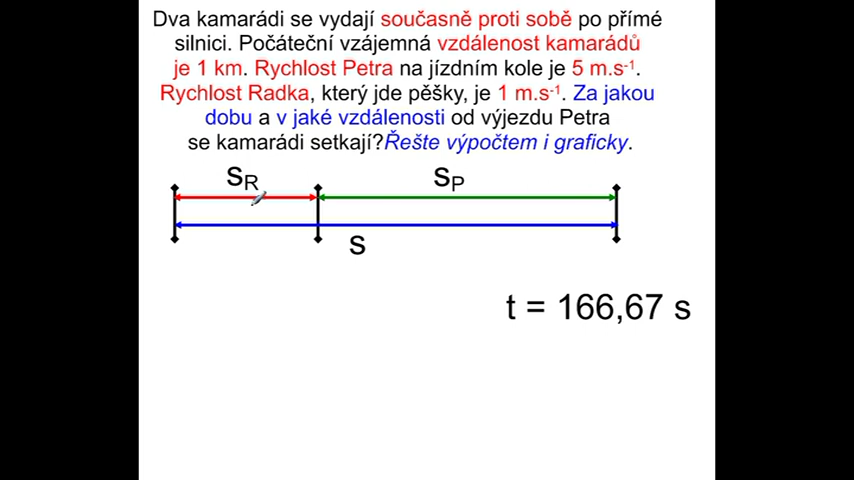 Dva kamarádi se vydají současně proti sobě po přímé
silnici. Počáteční vzájemná vzdálenost kamarádů
je 1 km. Rychlost Petra na jízdním kole je 5 m.s⁻¹.
Rychlost Radka, který jde pěšky, je 1 m.s⁻¹. Za jakou
dobu a v jaké vzdálenosti od výjezdu Petra
se kamarádi setkají?Řešte výpočtem i graficky.
sR sP
s
t = 166,67 s